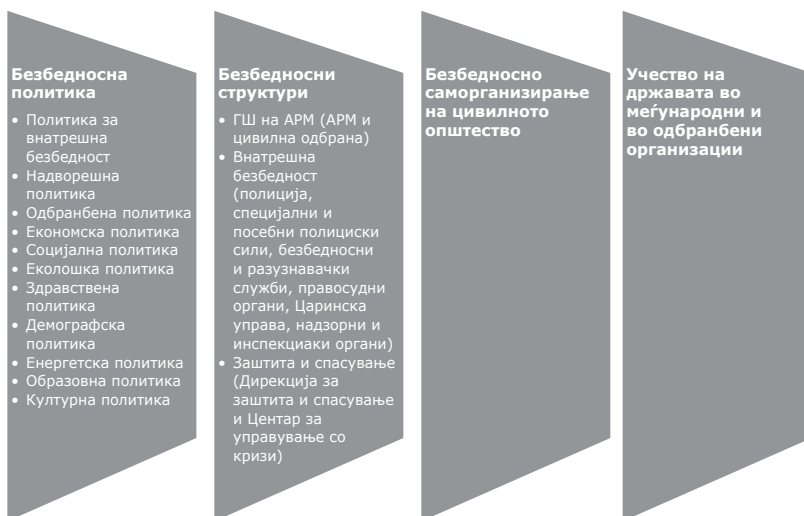 Безбедносна
политика
• Политика за
внатрешна
безбедност
• Надворешна
политика
• Одбранбена политика
• Економска политика
• Социјална политика
• Еколошка политика
• Здравствена
политика
• Демографска
политика
• Енергетска политика
• Образовна политика
• Културна политика
Безбедносни
структури
• ГШ на АРМ (АРМ и
цивилна одбрана)
• Внатрешна
безбедност
(полиција,
специјални и
посебни полициски
сили, безбедносни
и разузнавачки
служби, правосудни
органи, Царинска
управа, надзорни и
инспекциаки органи)
• Заштита и спасување
(Дирекција за
заштита и спасување
и Центар за
управување со
кризи)
Безбедносно
саморганизирање
на цивилното
општество
Учество на
државата во
меѓународни и
во одбранбени
организации